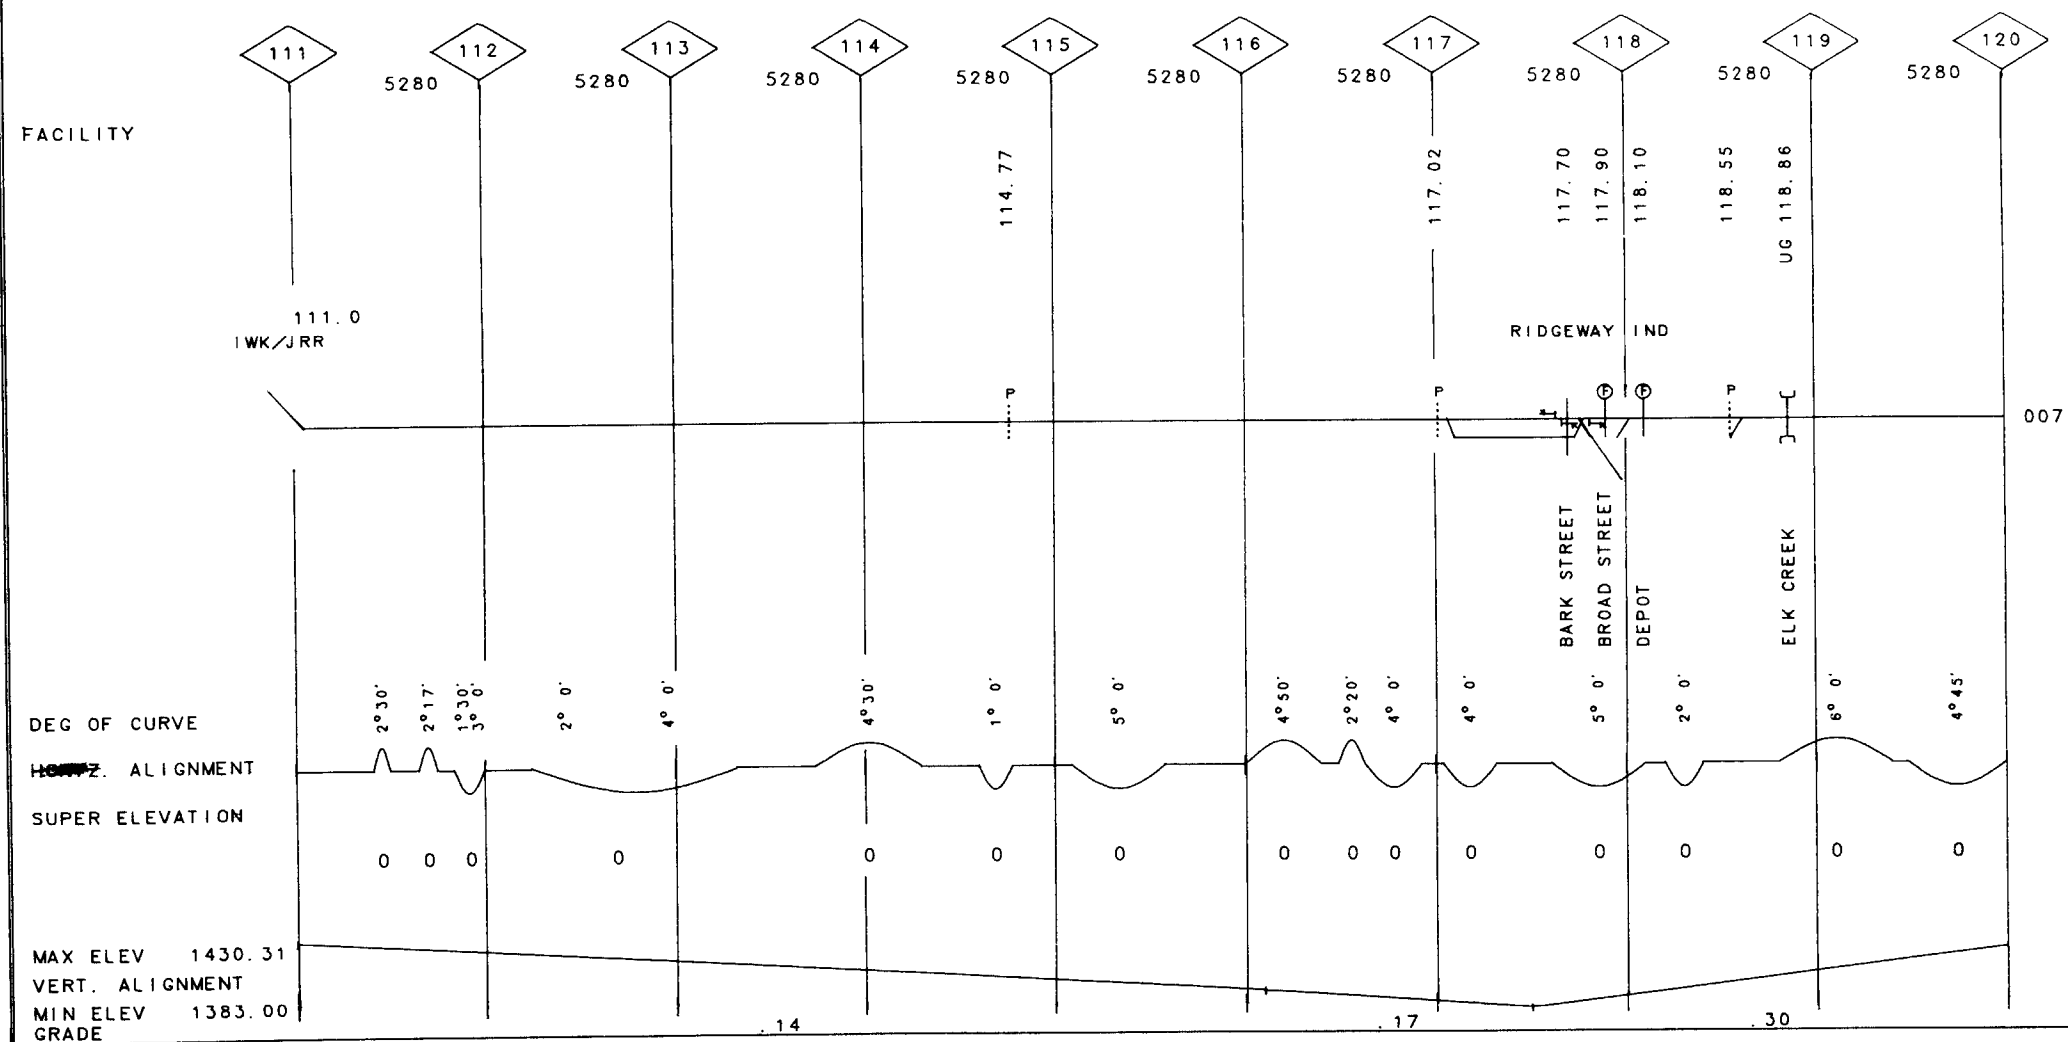 111 112 113 114 115 116 117 118 119 120
5280 5280 5280 5280 5280 5280 5280 5280 5280
FACILITY
114.77 117.02 117.70 117.90 118.10 118.55 UG 118.86
111.0
IWK/JRR
RIDGEWAY IND
P P F F P
007
BARK STREET BROAD STREET DEPOT ELK CREEK
2°30' 2°17' 1°30' 3° 0' 2° 0' 4° 0' 4°30' 1° 0' 5° 0' 4°50' 2°20' 4° 0' 4° 0' 5° 0' 2° 0' 6° 0' 4°45'
DEG OF CURVE
ALIGNMENT
SUPER ELEVATION
0 0 0 0 0 0 0 0 0 0 0 0 0 0 0
MAX ELEV 1430.31
VERT. ALIGNMENT
MIN ELEV 1383.00
GRADE .14 .17 .30